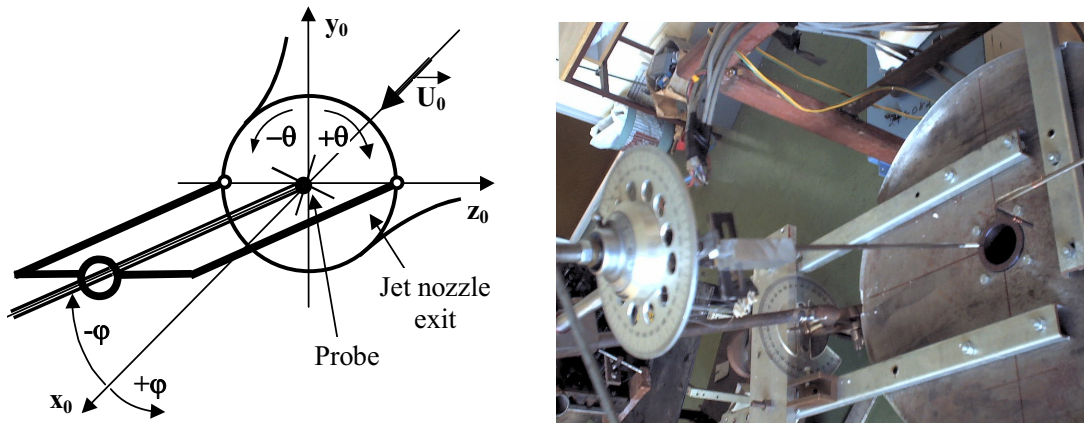 y₀
U₀
-θ
+θ
z₀
Jet nozzle
exit
Probe
-φ
+φ
x₀